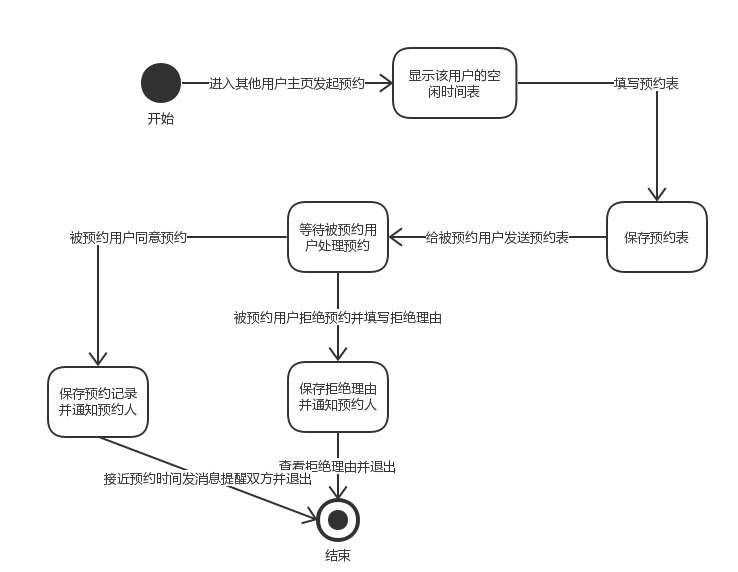 进入其他用户主页发起预约
显示该用户的空
闲时间表
填写预约表
开始
被预约用户同意预约
等待被预约用
户处理预约
给被预约用户发送预约表
保存预约表
被预约用户拒绝预约并填写拒绝理由
保存预约记录
并通知预约人
保存拒绝理由
并通知预约人
查看拒绝理由并退出
接近预约时间发消息提醒双方并退出
结束